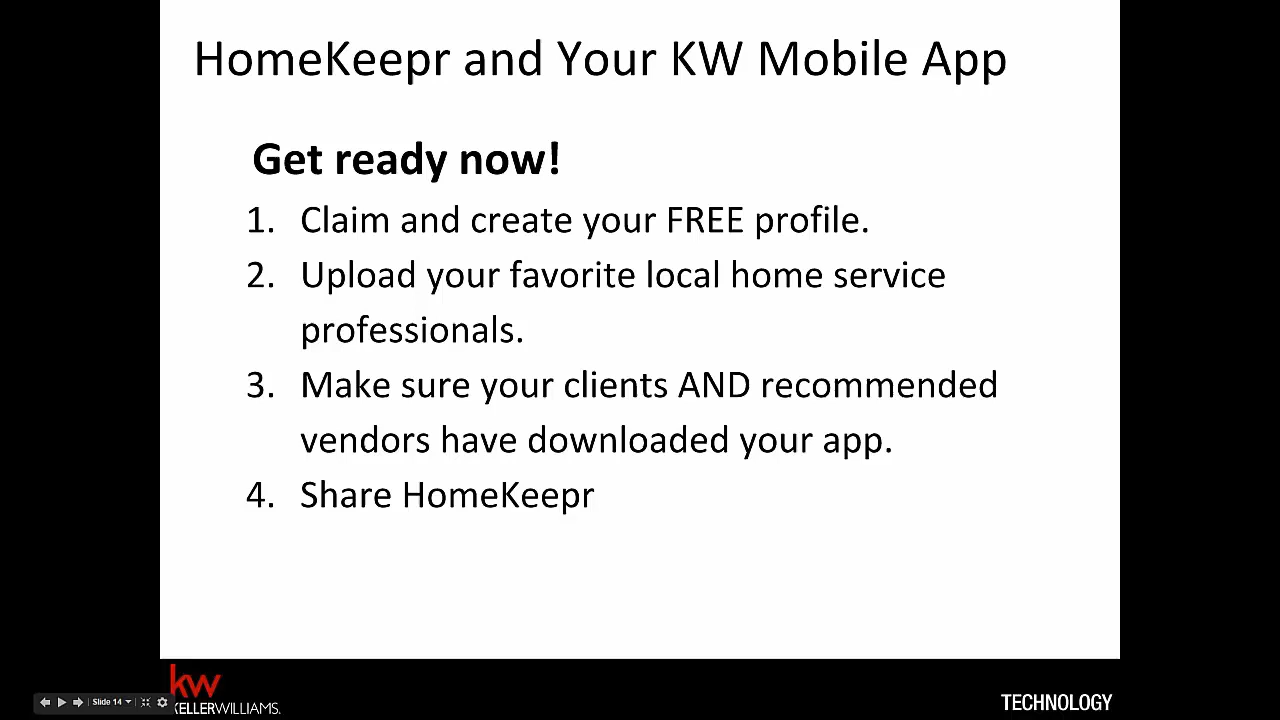 HomeKeepr and Your KW Mobile App
Get ready now!
1. Claim and create your FREE profile.
2. Upload your favorite local home service
professionals.
3. Make sure your clients AND recommended
vendors have downloaded your app.
4. Share HomeKeepr
kw
KELLERWILLIAMS.
Slide 14
TECHNOLOGY